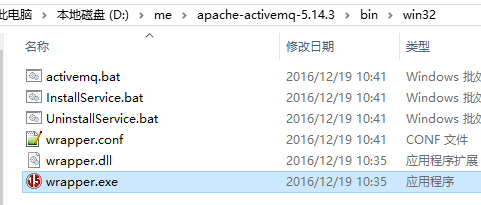 此电脑 > 本地磁盘 (D:) > me > apache-activemq-5.14.3 > bin > win32
名称 修改日期 类型
activemq.bat 2016/12/19 10:41 Windows 批处
InstallService.bat 2016/12/19 10:41 Windows 批处
UninstallService.bat 2016/12/19 10:41 Windows 批处
wrapper.conf 2016/12/19 10:41 CONF 文件
wrapper.dll 2016/12/19 10:35 应用程序扩展
wrapper.exe 2016/12/19 10:35 应用程序